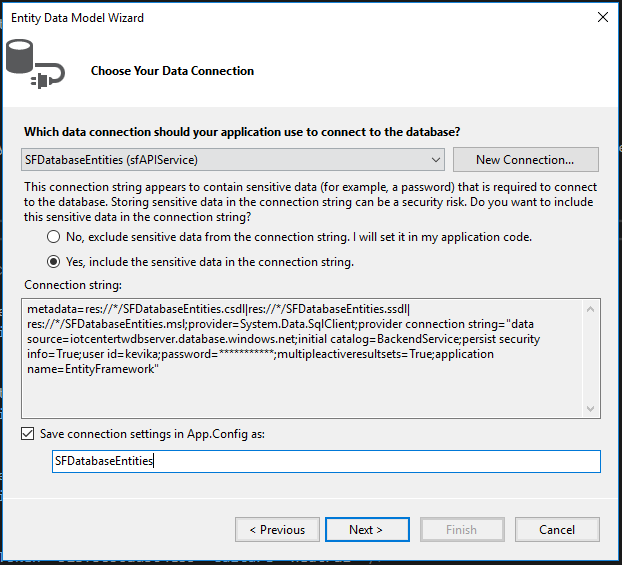 Entity Data Model Wizard
Choose Your Data Connection
Which data connection should your application use to connect to the database?
SFDatabaseEntities (sfAPIService)
New Connection...
This connection string appears to contain sensitive data (for example, a password) that is required to connect
to the database. Storing sensitive data in the connection string can be a security risk. Do you want to include
this sensitive data in the connection string?
No, exclude sensitive data from the connection string. I will set it in my application code.
Yes, include the sensitive data in the connection string.
Connection string:
metadata=res://*/SFDatabaseEntities.csdl|res://*/SFDatabaseEntities.ssdl|
res://*/SFDatabaseEntities.msl;provider=System.Data.SqlClient;provider connection string="data
source=iotcentertwdbserver.database.windows.net;initial catalog=BackendService;persist security
info=True;user id=kevika;password=***********;multipleactiveresultsets=True;application
name=EntityFramework"
Save connection settings in App.Config as:
SFDatabaseEntities
< Previous
Next >
Finish
Cancel